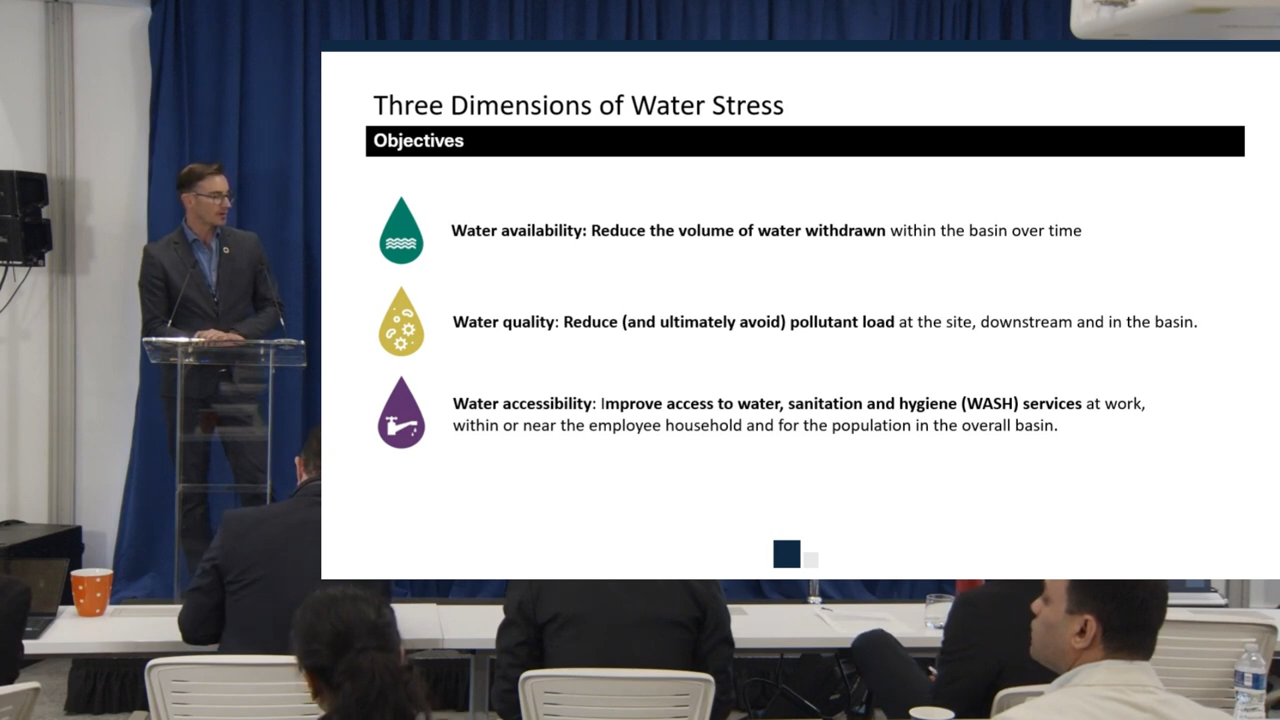 Three Dimensions of Water Stress
Objectives
Water availability: Reduce the volume of water withdrawn within the basin over time
Water quality: Reduce (and ultimately avoid) pollutant load at the site, downstream and in the basin.
Water accessibility: Improve access to water, sanitation and hygiene (WASH) services at work,
within or near the employee household and for the population in the overall basin.